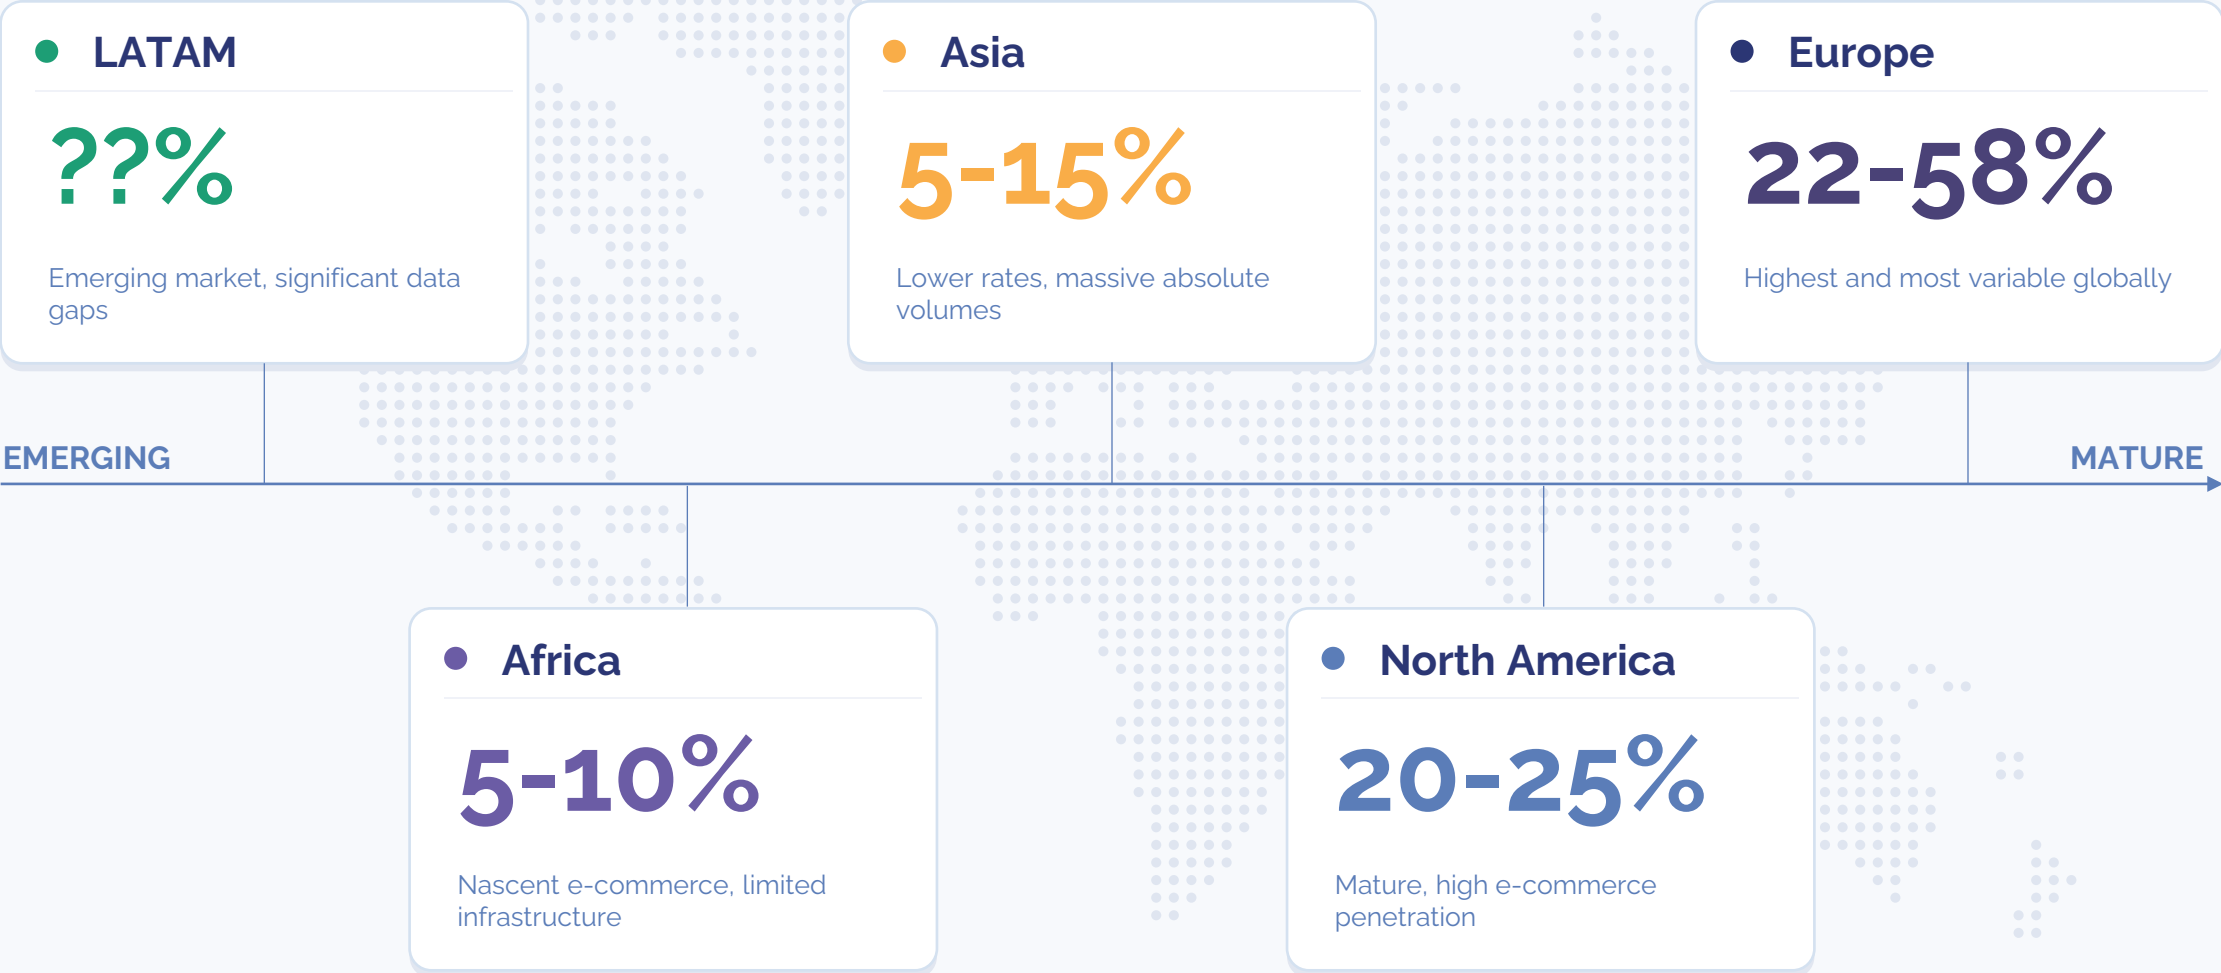 LATAM
??%
Emerging market, significant data
gaps
Asia
5-15%
Lower rates, massive absolute
volumes
Europe
22-58%
Highest and most variable globally
EMERGING
MATURE
Africa
5-10%
Nascent e-commerce, limited
infrastructure
North America
20-25%
Mature, high e-commerce
penetration